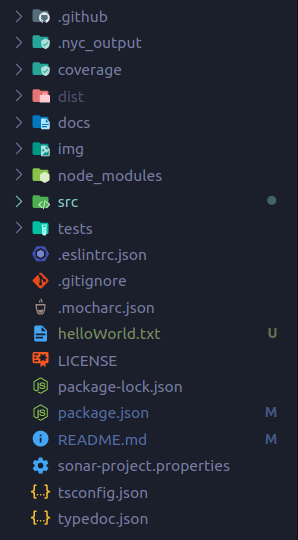 .github
.nyc_output
coverage
dist
docs
img
node_modules
src
tests
.eslintrc.json
.gitignore
.mocharc.json
helloWorld.txt U
LICENSE
package-lock.json
package.json M
README.md M
sonar-project.properties
tsconfig.json
typedoc.json